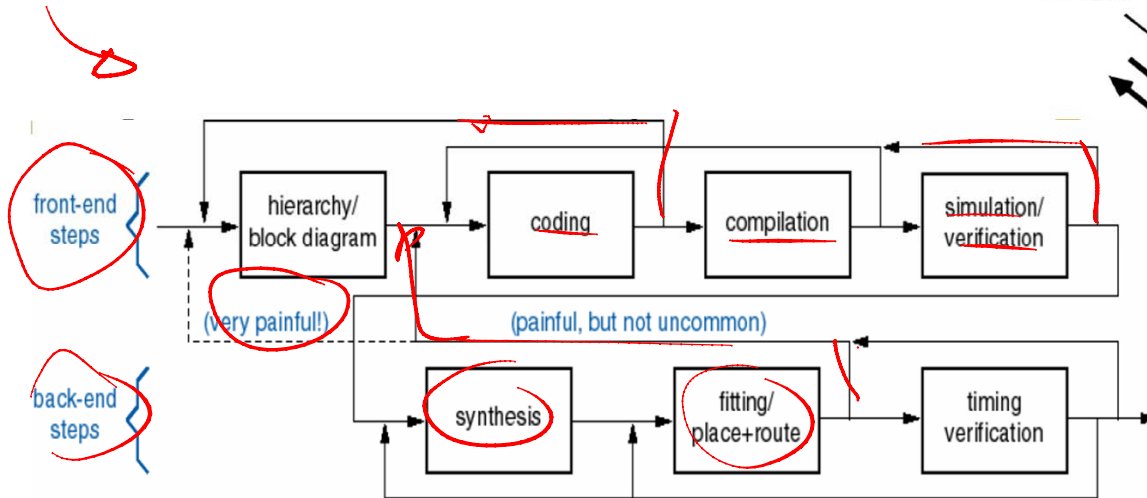 front-end
steps
hierarchy/
block diagram
coding
compilation
simulation/
verification
(very painful!)
(painful, but not uncommon)
back-end
steps
synthesis
fitting/
place+route
timing
verification